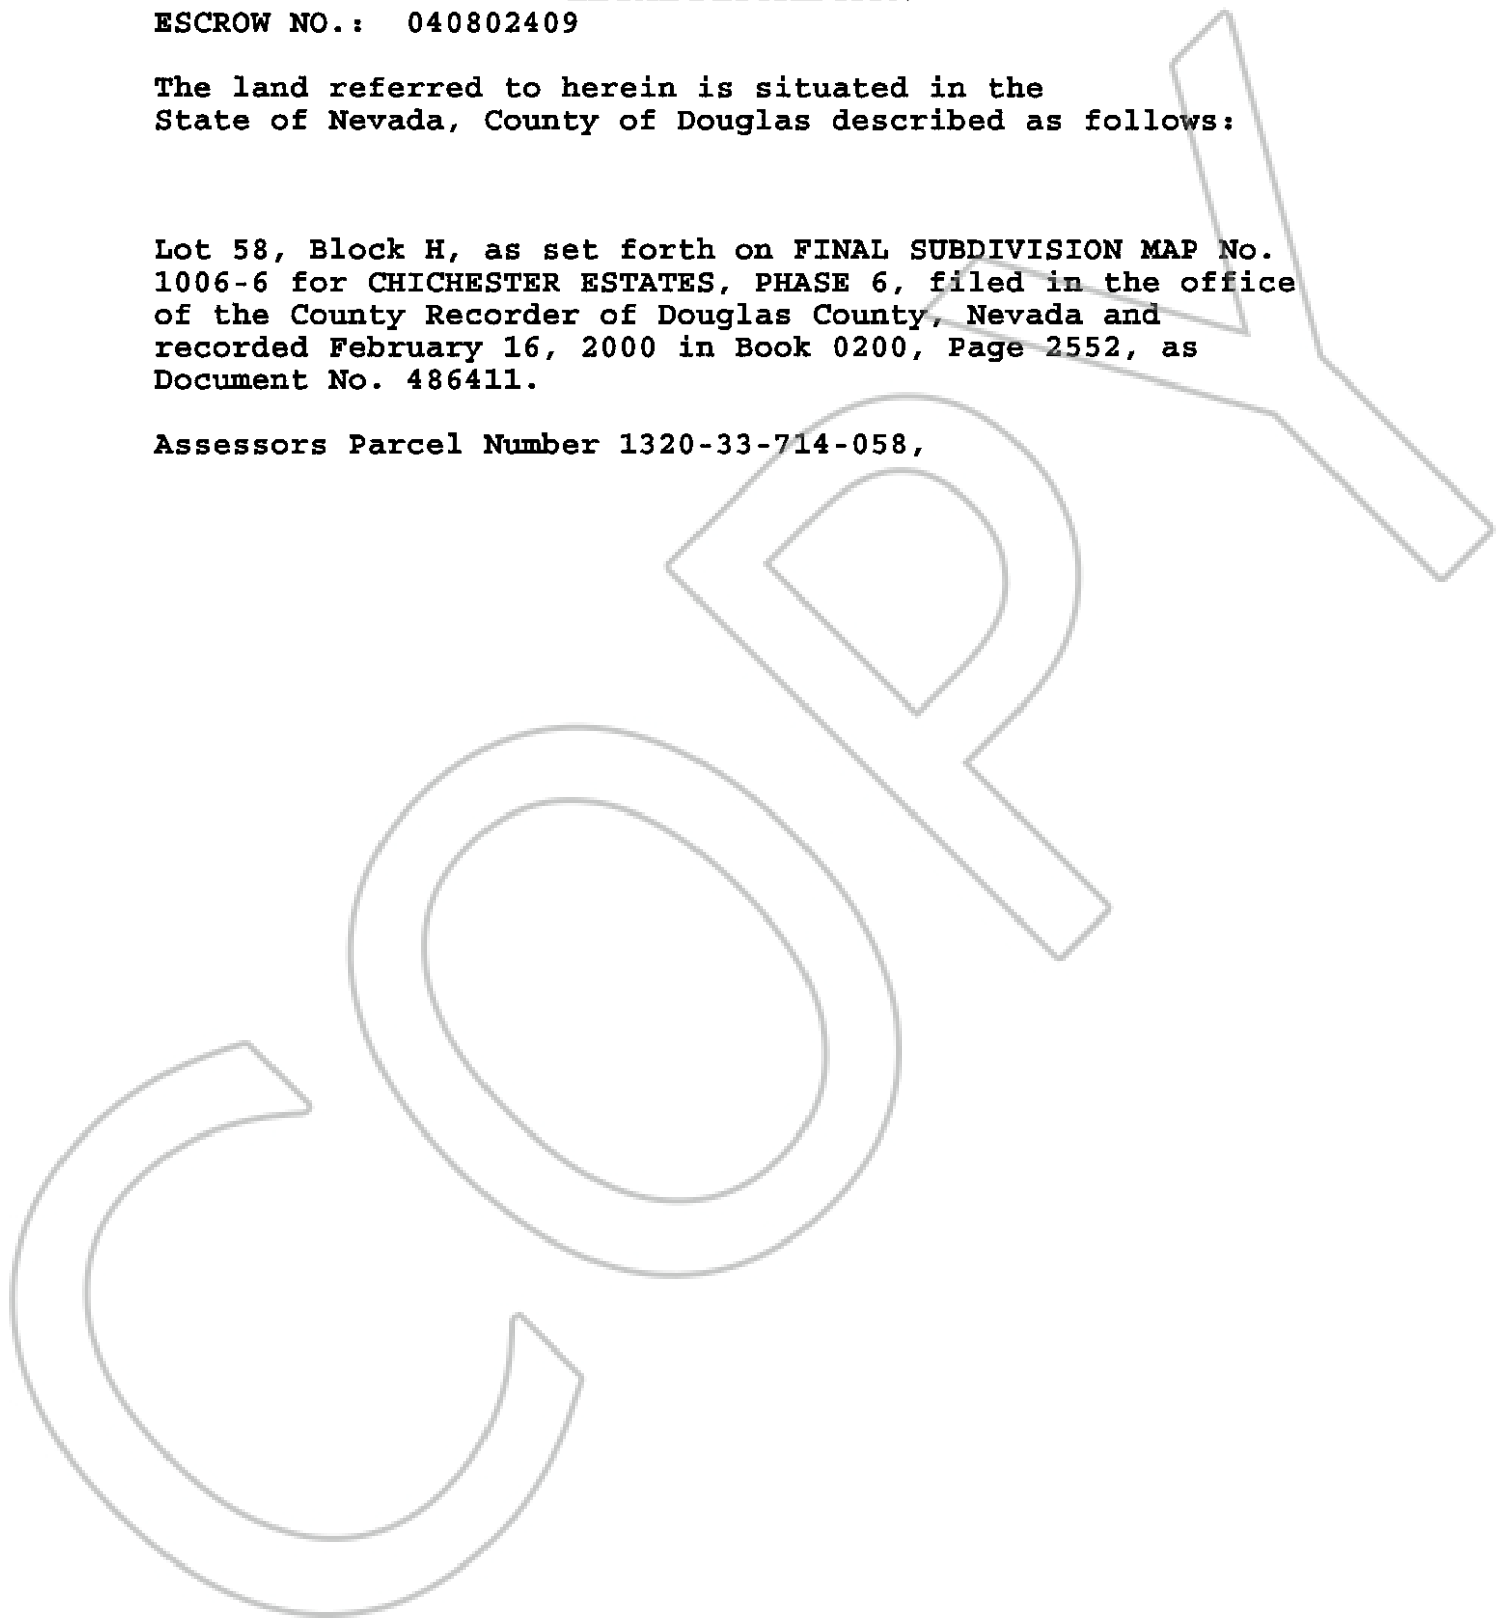 ESCROW NO.: 040802409
The land referred to herein is situated in the
State of Nevada, County of Douglas described as follows:
Lot 58, Block H, as set forth on FINAL SUBDIVISION MAP No.
1006-6 for CHICHESTER ESTATES, PHASE 6, filed in the office
of the County Recorder of Douglas County, Nevada and
recorded February 16, 2000 in Book 0200, Page 2552, as
Document No. 486411.
Assessors Parcel Number 1320-33-714-058,
COPY